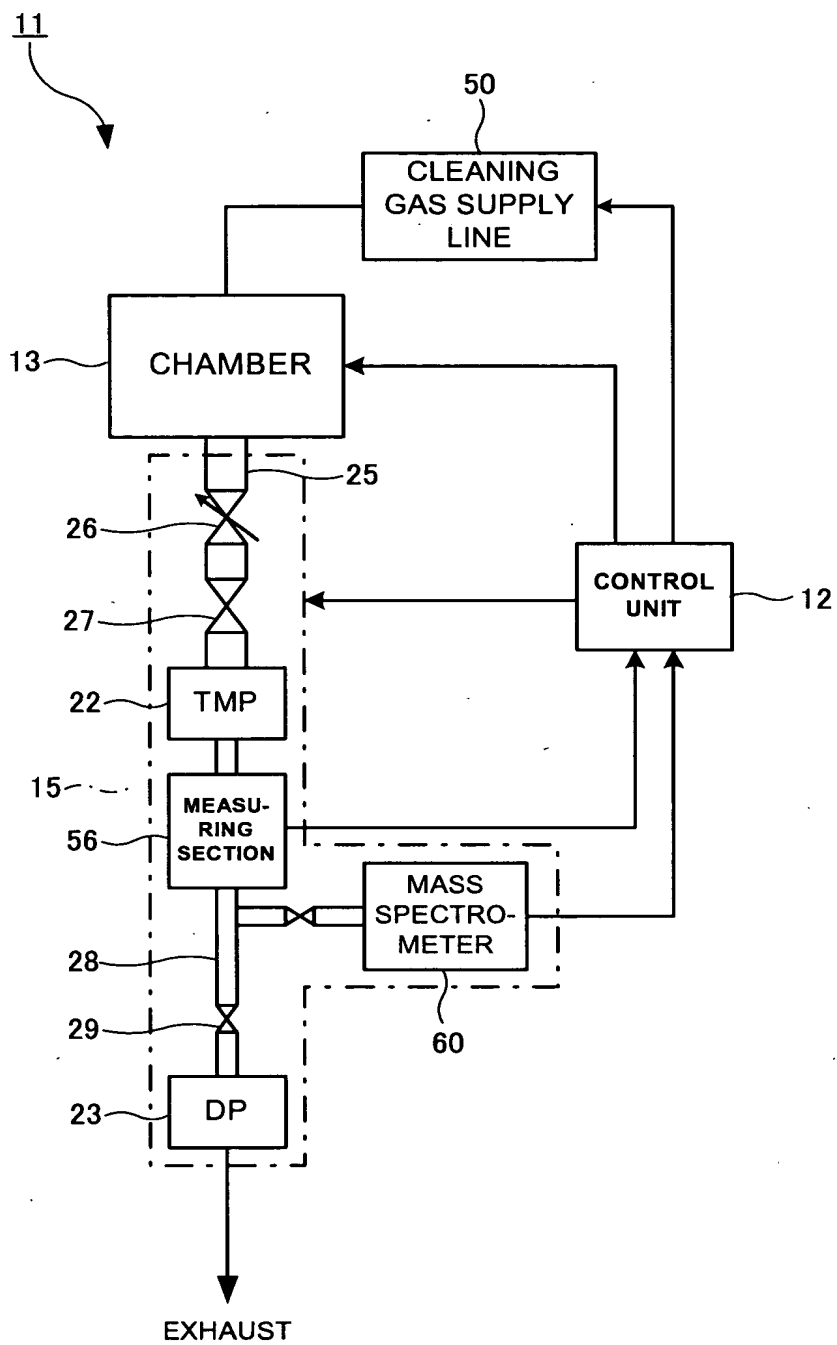 11
50
CLEANING
GAS SUPPLY
LINE
13
CHAMBER
25
26
27
CONTROL
UNIT
12
22
TMP
15
56
MEASU-
RING
SECTION
MASS
SPECTRO-
METER
28
29
60
23
DP
EXHAUST